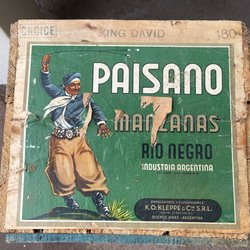 CHOICE KING DAVID 180
PAISANO
MANZANAS
RIO NEGRO
INDUSTRIA ARGENTINA
K.O. KLEPPE & Cia S.R.L.
BUENOS AIRES - ARGENTINA